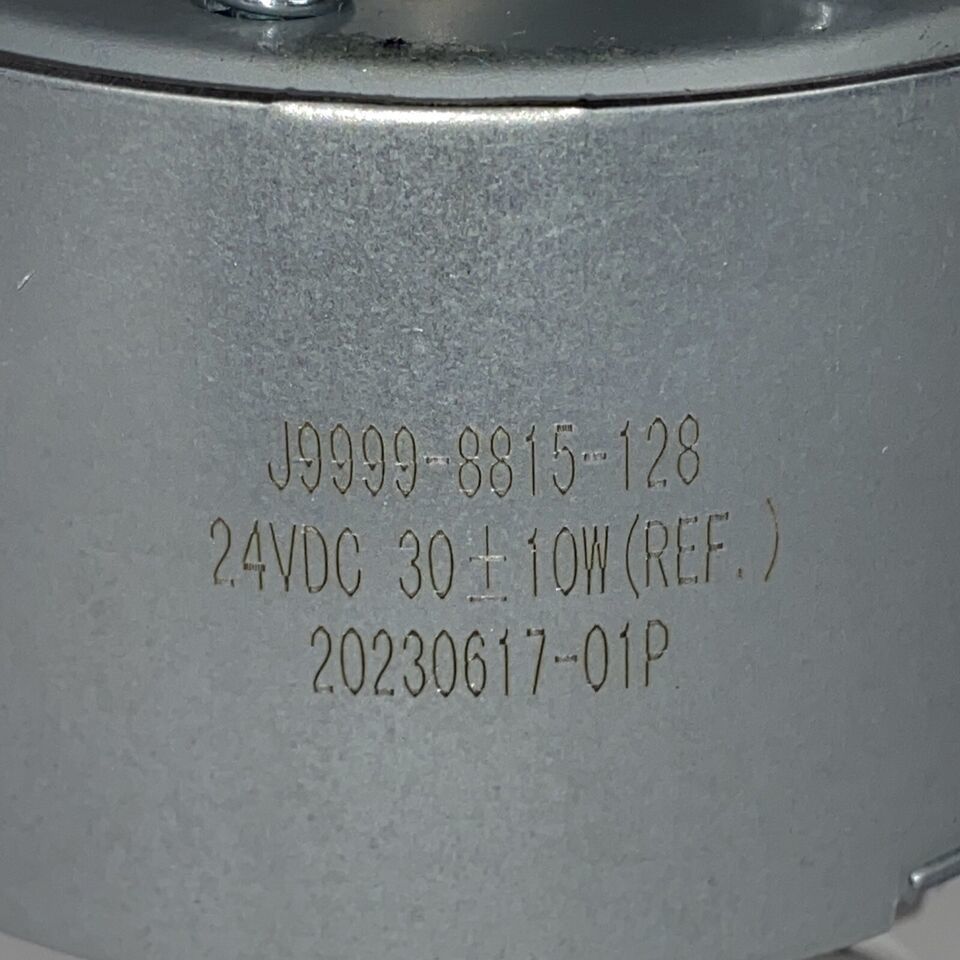 J9999-8815-128
24VDC 30±10W(REF.)
20230617-01P